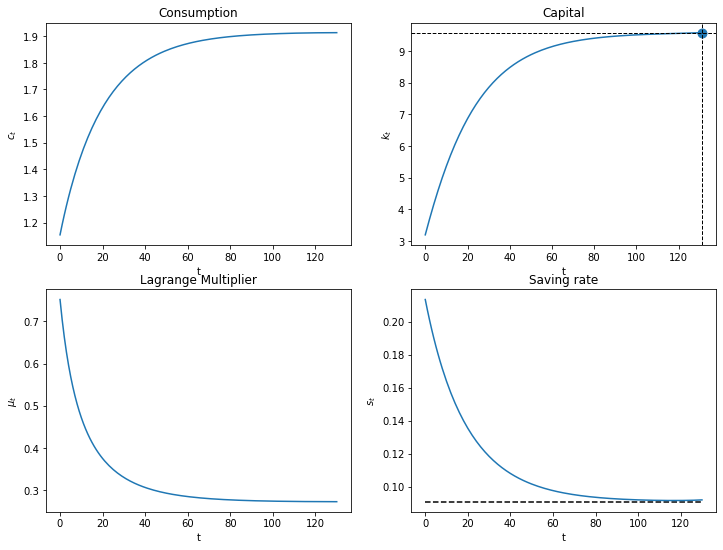 Consumption
Capital
1.9
1.8
1.7
1.6
1.5
1.4
1.3
1.2
c_t
0 20 40 60 80 100 120
t
9
8
7
6
5
4
3
k_t
0 20 40 60 80 100 120
t
Lagrange Multiplier
Saving rate
0.7
0.6
0.5
0.4
0.3
μ_t
0 20 40 60 80 100 120
t
0.20
0.18
0.16
0.14
0.12
0.10
s_t
0 20 40 60 80 100 120
t